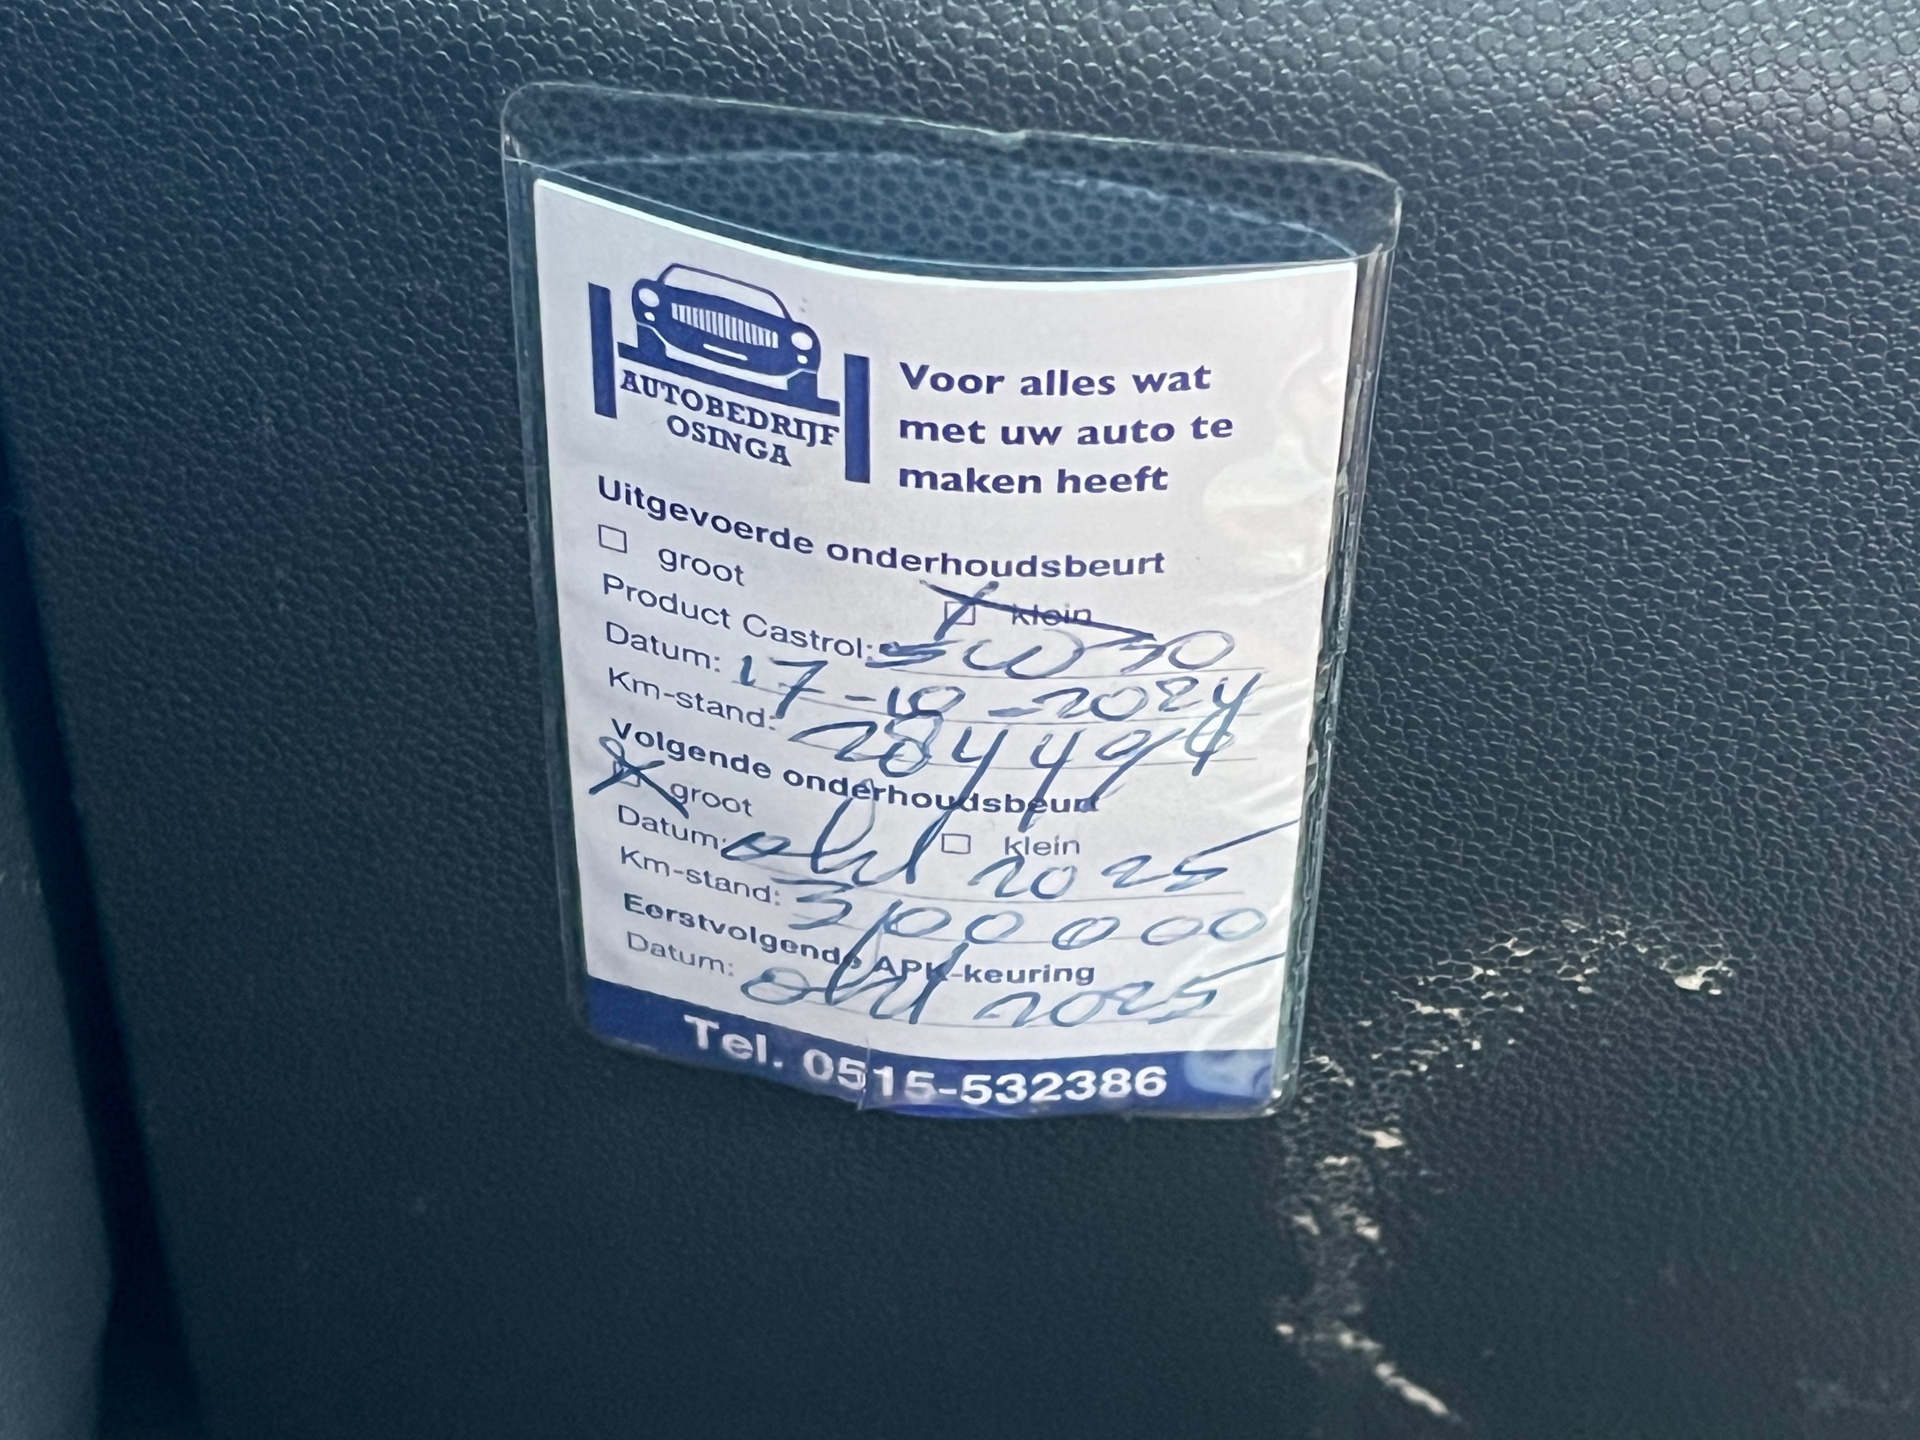 AUTOBEDRIJF
OSINGA
Voor alles wat
met uw auto te
maken heeft
Uitgevoerde onderhoudsbeurt
groot klein
Product Castrol: 5W30
Datum: 17-10-2024
Km-stand: 284494
Volgende onderhoudsbeurt
groot klein
Datum: okt 2025
Km-stand: 300000
Eerstvolgende APK-keuring
Datum: okt 2025
Tel. 0515-532386